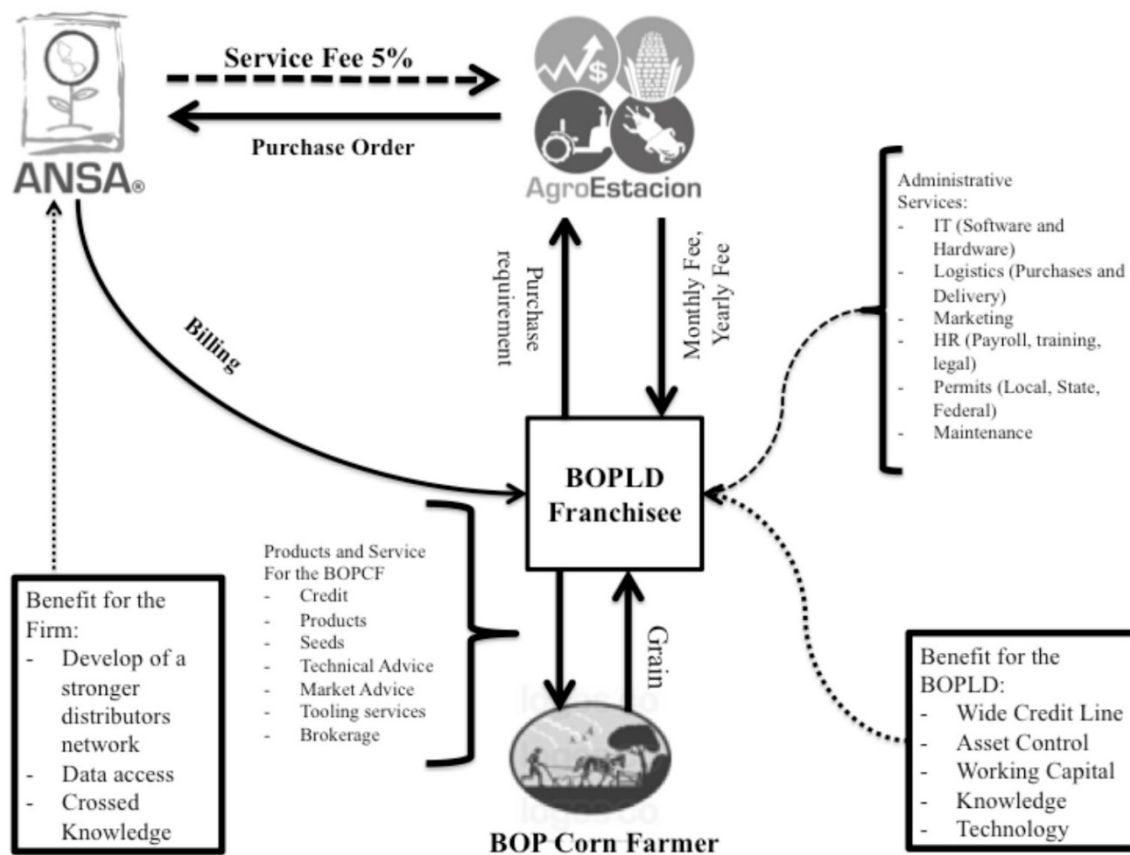 Service Fee 5%
Purchase Order
ANSA®
$
AgroEstacion
Purchase
requirement
Monthly Fee,
Yearly Fee
Administrative
Services:
- IT (Software and
Hardware)
- Logistics (Purchases and
Delivery)
- Marketing
- HR (Payroll, training,
legal)
- Permits (Local, State,
Federal)
- Maintenance
Billing
BOPLD
Franchisee
Products and Service
For the BOPCF
- Credit
- Products
- Seeds
- Technical Advice
- Market Advice
- Tooling services
- Brokerage
Grain
Benefit for the
Firm:
- Develop of a
stronger
distributors
network
- Data access
- Crossed
Knowledge
Benefit for the
BOPLD:
- Wide Credit Line
- Asset Control
- Working Capital
- Knowledge
- Technology
BOP Corn Farmer